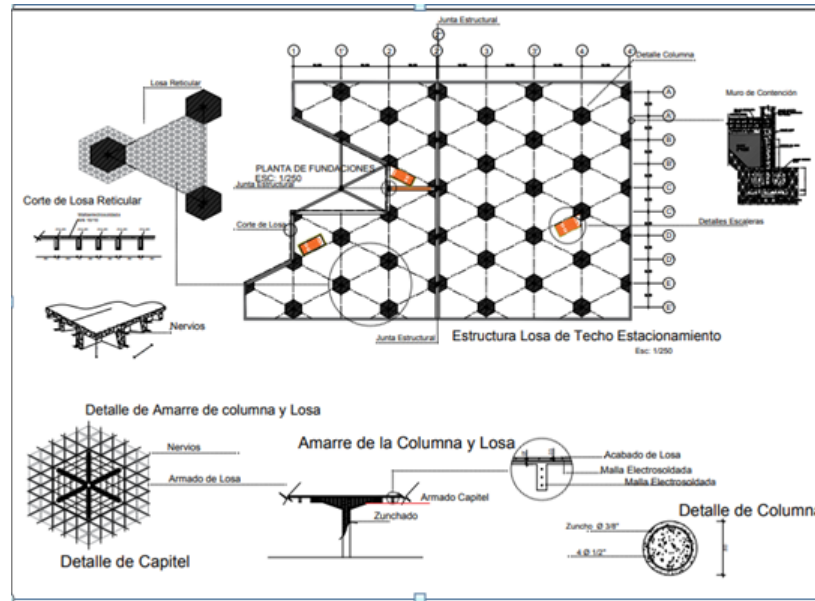 Junta Estructural
1
1'
2
2'
3
3'
4
4'
Detalle Columna
Losa Reticular
A
A'
B
B'
C
C'
D
D'
E
E'
Muro de Contención
PLANTA DE FUNDACIONES
ESC: 1/250
Junta Estructural
Corte de Losa Reticular
Corte de Losa
Detalles Escaleras
Nervios
Junta Estructural
Estructura Losa de Techo Estacionamiento
Esc: 1/250
Detalle de Amarre de columna y Losa
Nervios
Armado de Losa
Detalle de Capitel
Amarre de la Columna y Losa
Acabado de Losa
Malla Electrosoldada
Malla Electrosoldada
Armado Capitel
Zunchado
Detalle de Columna
Zuncho Ø 3/8"
4 Ø 1/2"